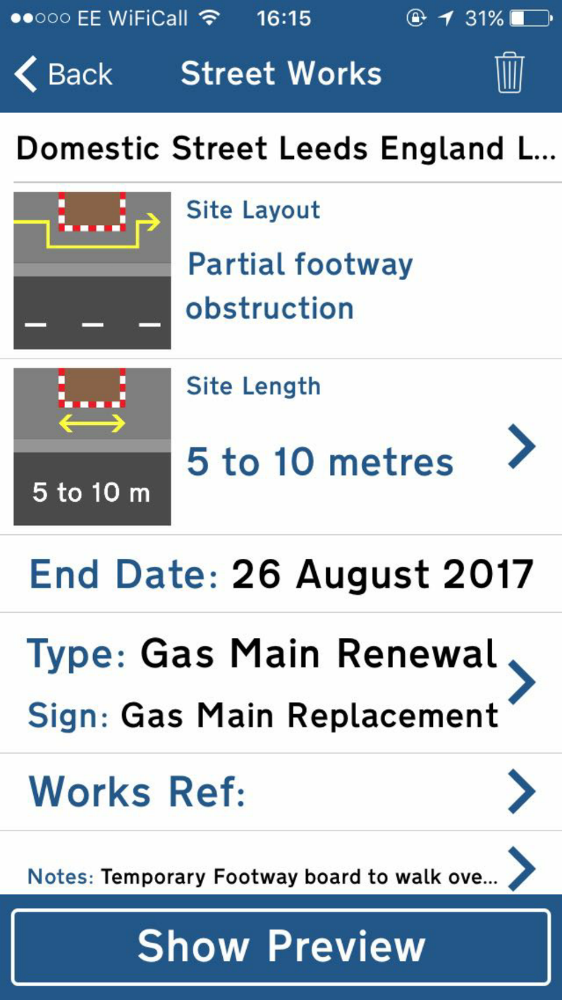 EE WiFiCall 16:15 31%
Back Street Works
Domestic Street Leeds England L...
Site Layout
Partial footway
obstruction
Site Length
5 to 10 metres
5 to 10 m
End Date: 26 August 2017
Type: Gas Main Renewal
Sign: Gas Main Replacement
Works Ref:
Notes: Temporary Footway board to walk ove...
Show Preview